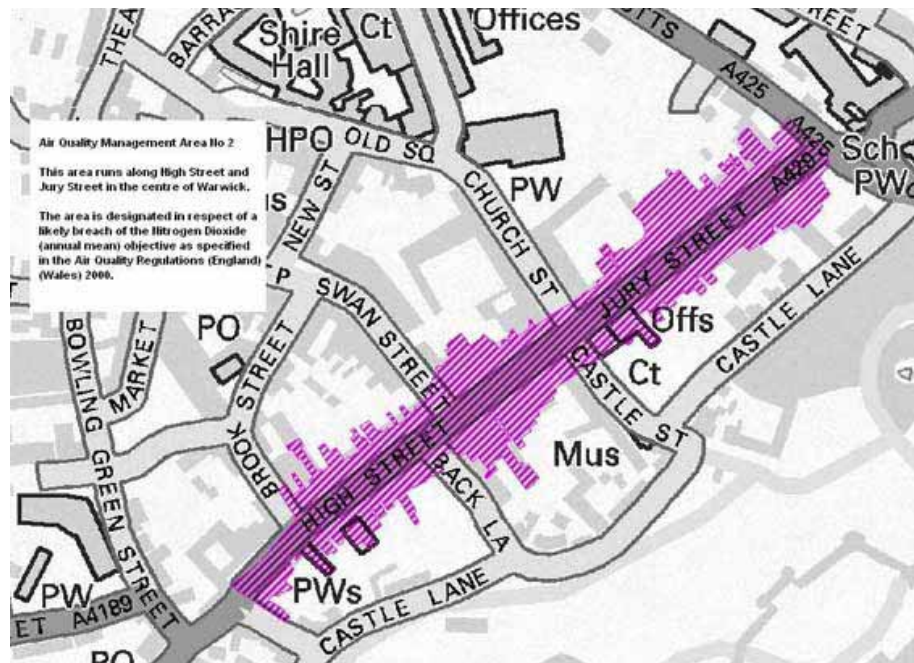 Air Quality Management Area No 2
This area runs along High Street and
Jury Street in the centre of Warwick.
The area is designated in respect of a
likely breach of the Nitrogen Dioxide
(annual mean) objective as specified
in the Air Quality Regulations (England)
(Wales) 2000.
Shire
Hall
Ct
Offices
A425
STREET
THEA
BARRA
HPO
OLD SQ
PW
CHURCH ST
NEW ST
A425
A429
Sch
PW
JURY STREET
CASTLE LANE
SWAN STREET
PO
BROOK STREET
BOWLING GREEN STREET
MARKET
Offs
Ct
CASTLE ST
Mus
HIGH STREET
BACK LA
PWs
CASTLE LANE
PW
ET A4189
PO